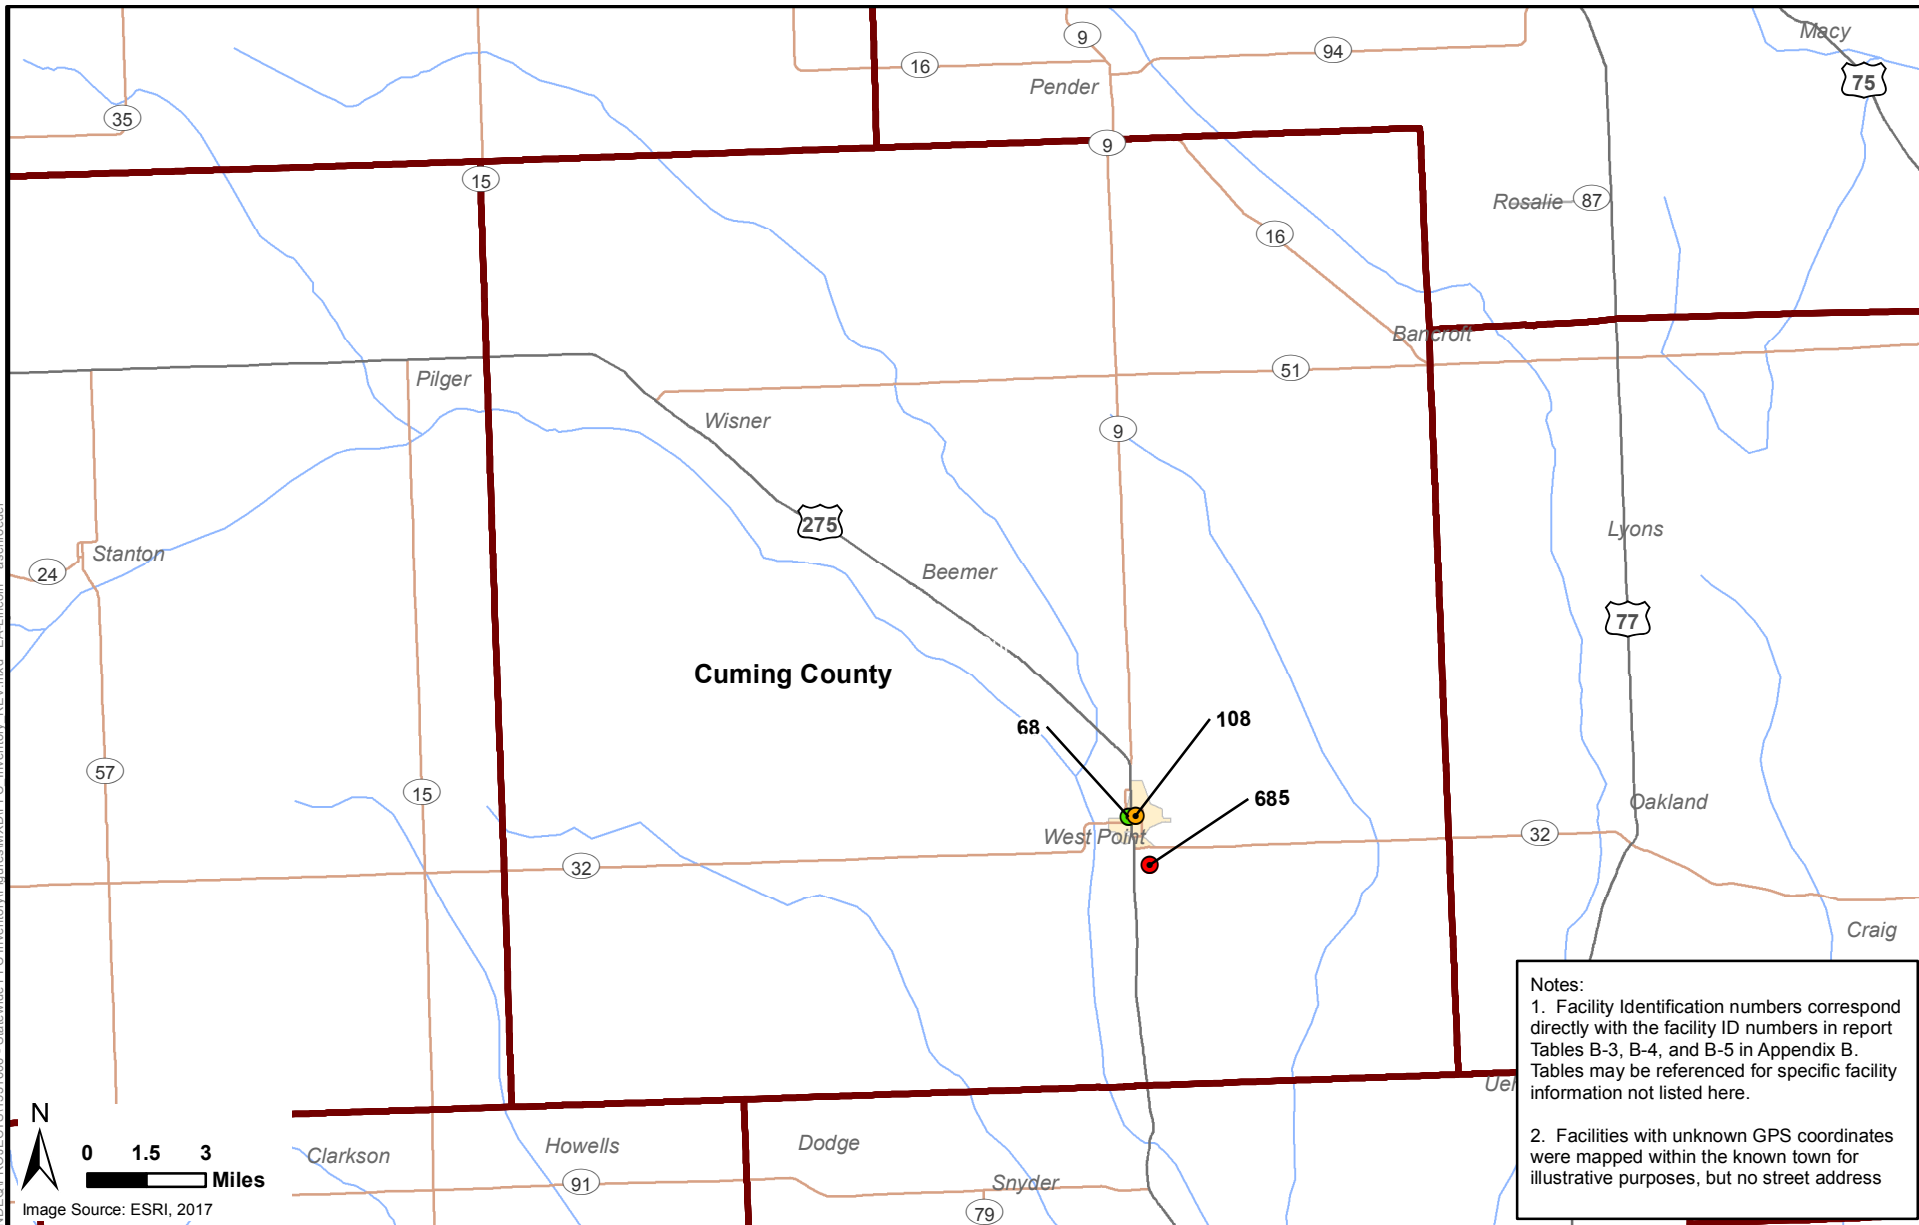 9
16
94
Macy
75
Pender
35
9
15
Rosalie
87
16
Bancroft
51
Pilger
Wisner
9
275
Lyons
Stanton
24
Beemer
77
Cuming County
68
108
57
15
685
Oakland
West Point
32
32
Craig
Notes:
1. Facility Identification numbers correspond
directly with the facility ID numbers in report
Tables B-3, B-4, and B-5 in Appendix B.
Tables may be referenced for specific facility
information not listed here.
2. Facilities with unknown GPS coordinates
were mapped within the known town for
illustrative purposes, but no street address
N
0 1.5 3
Miles
Image Source: ESRI, 2017
Clarkson
Howells
Dodge
91
Snyder
79